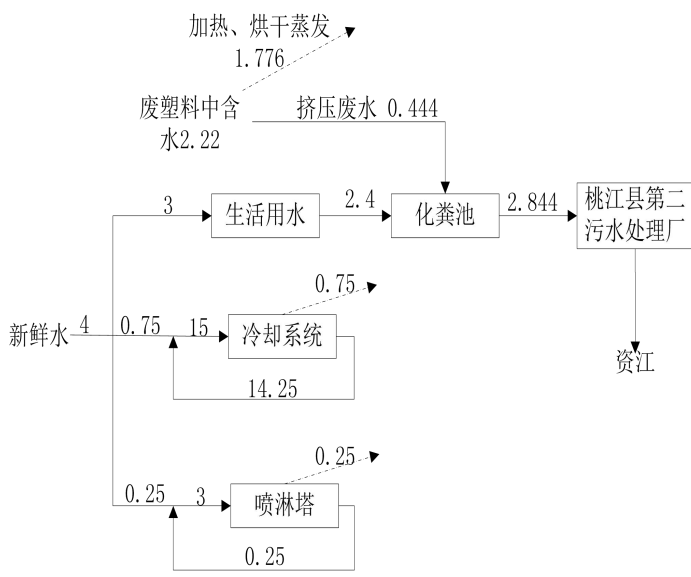 加热、烘干蒸发
1.776
废塑料中含
水2.22
挤压废水 0.444
3
生活用水
2.4
化粪池
2.844
桃江县第二
污水处理厂
资江
新鲜水
4
0.75
15
冷却系统
0.75
14.25
0.25
3
喷淋塔
0.25
0.25